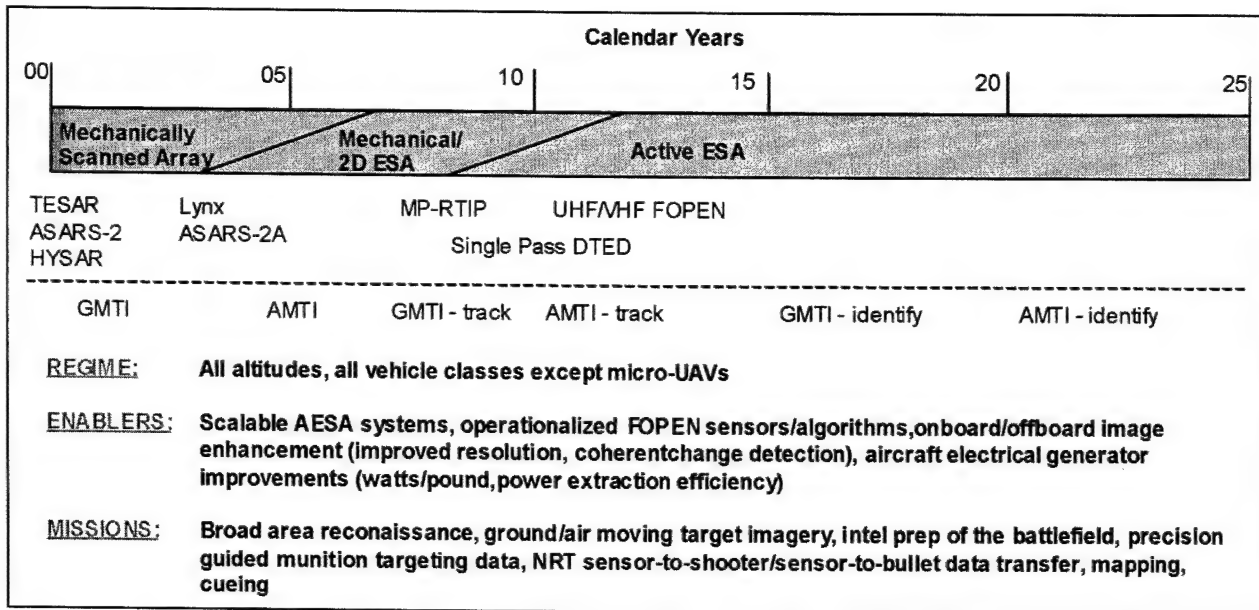 Calendar Years
00 05 10 15 20 25
Mechanically
Scanned Array
Mechanical/
2D ESA
Active ESA
TESAR Lynx MP-RTIP UHF/VHF FOPEN
ASARS-2 ASARS-2A Single Pass DTED
HYSAR
GMTI AMTI GMTI - track AMTI - track GMTI - identify AMTI - identify
REGIME: All altitudes, all vehicle classes except micro-UAVs
ENABLERS: Scalable AESA systems, operationalized FOPEN sensors/algorithms,onboard/offboard image
enhancement (improved resolution, coherentchange detection), aircraft electrical generator
improvements (watts/pound,power extraction efficiency)
MISSIONS: Broad area reconaissance, ground/air moving target imagery, intel prep of the battlefield, precision
guided munition targeting data, NRT sensor-to-shooter/sensor-to-bullet data transfer, mapping,
cueing